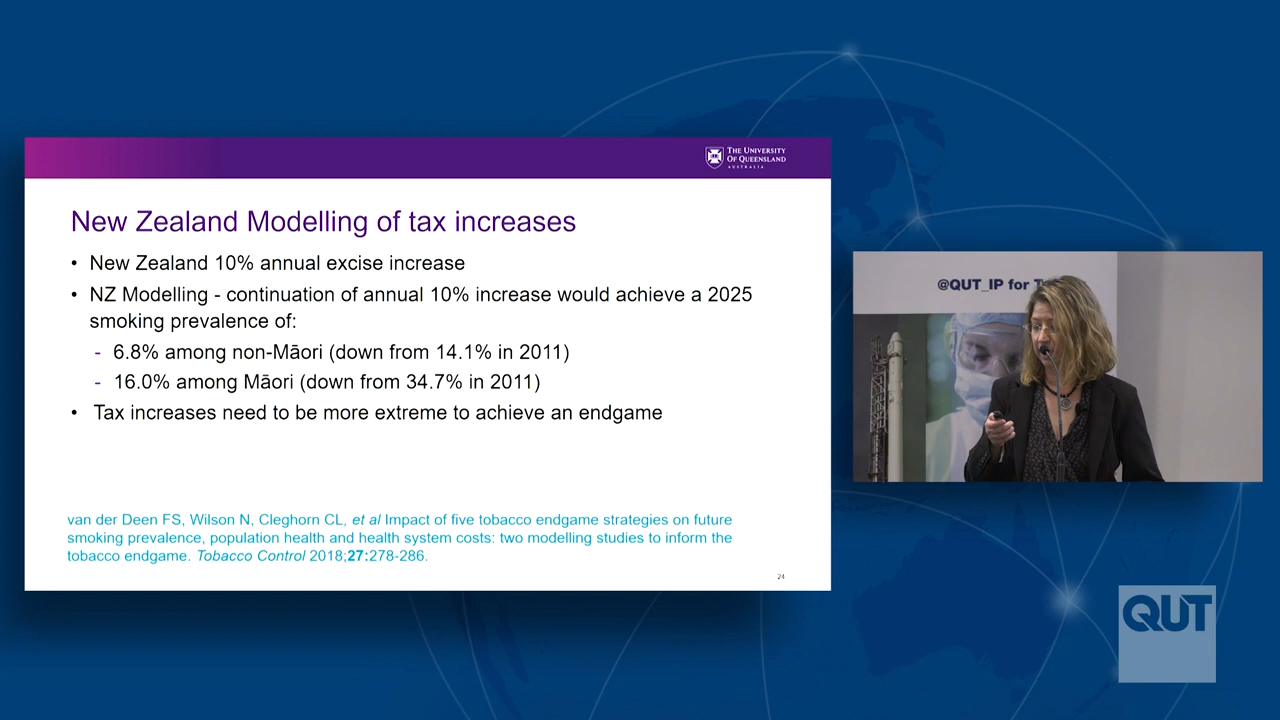 THE UNIVERSITY
OF QUEENSLAND
AUSTRALIA
New Zealand Modelling of tax increases
• New Zealand 10% annual excise increase
• NZ Modelling - continuation of annual 10% increase would achieve a 2025
smoking prevalence of:
- 6.8% among non-Māori (down from 14.1% in 2011)
- 16.0% among Māori (down from 34.7% in 2011)
• Tax increases need to be more extreme to achieve an endgame
van der Deen FS, Wilson N, Cleghorn CL, et al Impact of five tobacco endgame strategies on future
smoking prevalence, population health and health system costs: two modelling studies to inform the
tobacco endgame. Tobacco Control 2018;27:278-286.
24
@QUT_IP for
QUT